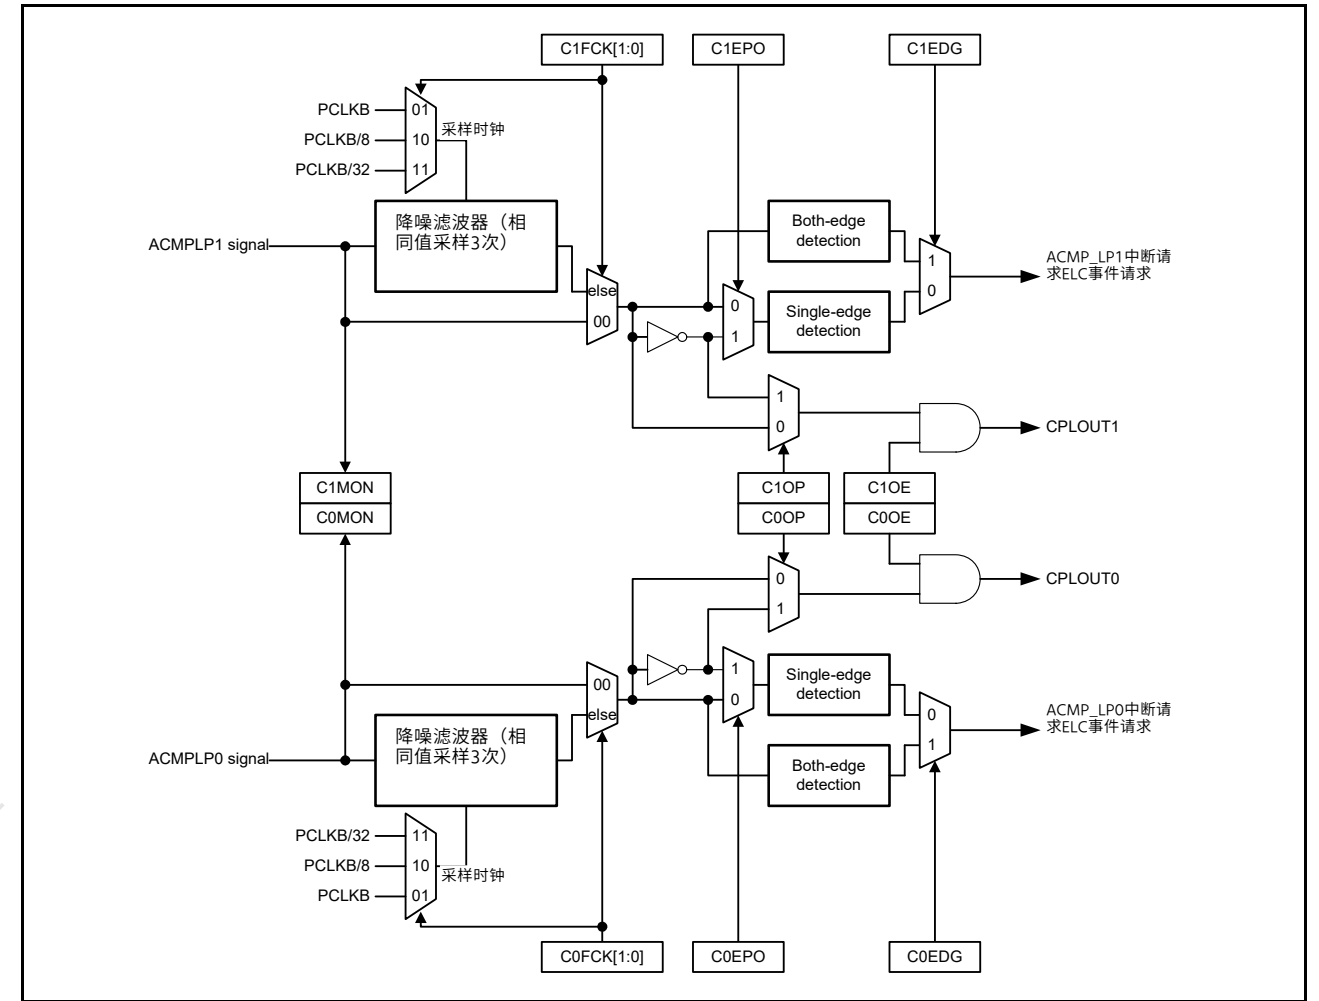 C1FCK[1:0]
C1EPO
C1EDG
PCLKB
01
采样时钟
PCLKB/8
10
PCLKB/32
11
降噪滤波器（相
同值采样3次）
Both-edge
detection
ACMPLP1 signal
1
ACMP_LP1中断请
求ELC事件请求
else
0
0
Single-edge
detection
00
1
1
0
CPLOUT1
C1MON
C0MON
C1OP
C0OP
C1OE
C0OE
0
CPLOUT0
1
Single-edge
detection
1
00
0
else
0
ACMP_LP0中断请
求ELC事件请求
降噪滤波器（相
同值采样3次）
1
ACMPLP0 signal
Both-edge
detection
PCLKB/32
11
PCLKB/8
10
采样时钟
PCLKB
01
C0FCK[1:0]
C0EPO
C0EDG